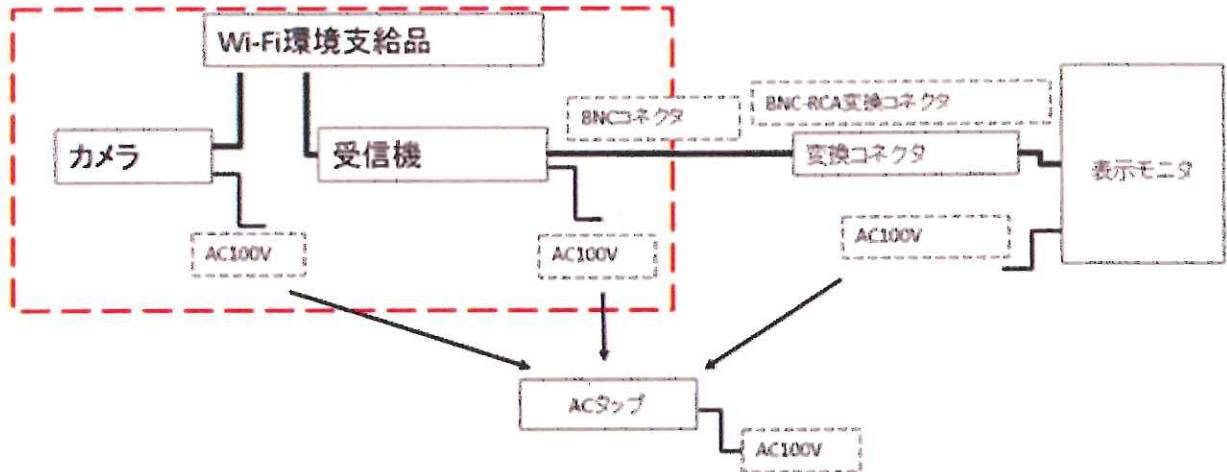 Wi-Fi環境支給品
BNCコネクタ
BNC-RCA変換コネクタ
カメラ
受信機
変換コネクタ
表示モニタ
AC100V
AC100V
AC100V
ACタップ
AC100V